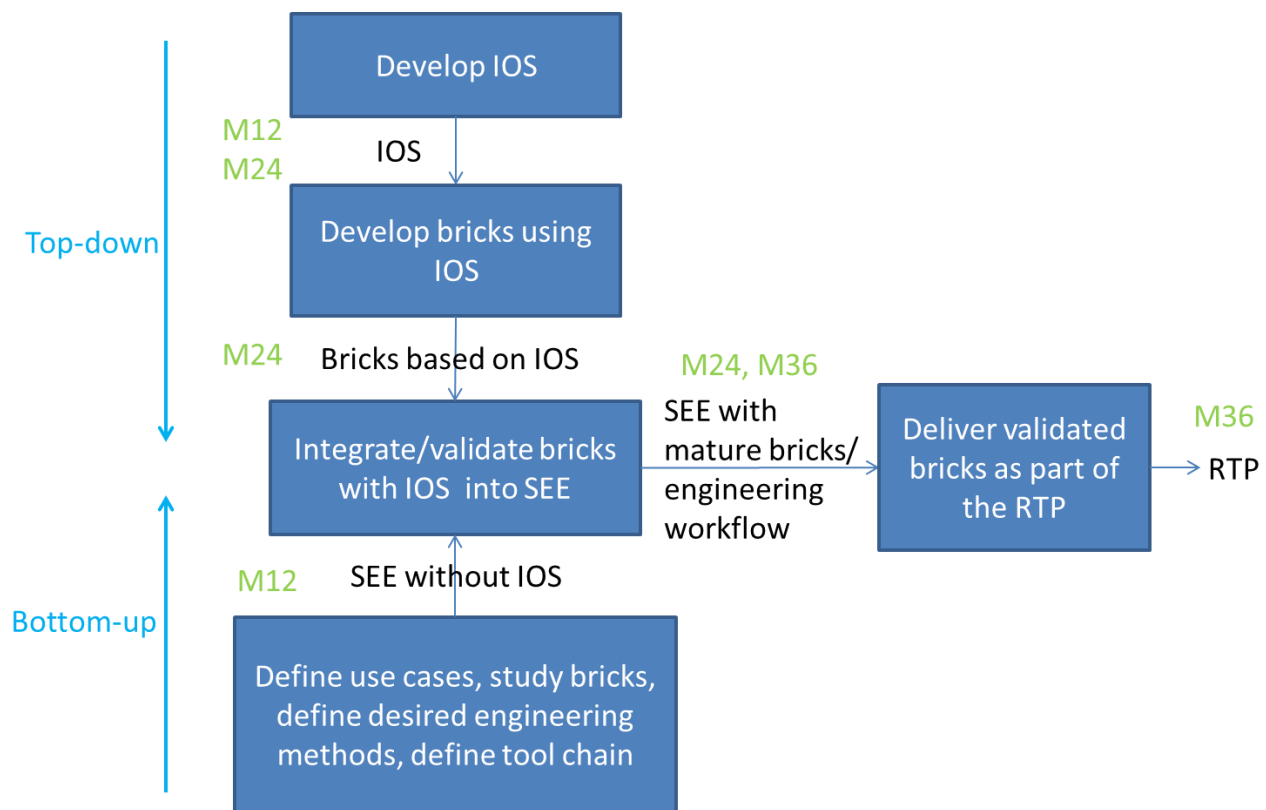 Develop IOS
M12
M24
IOS
Develop bricks using
IOS
Top-down
M24
Bricks based on IOS
M24, M36
SEE with
mature bricks/
engineering
workflow
Integrate/validate bricks
with IOS into SEE
Deliver validated
bricks as part of
the RTP
M36
RTP
M12
SEE without IOS
Bottom-up
Define use cases, study bricks,
define desired engineering
methods, define tool chain